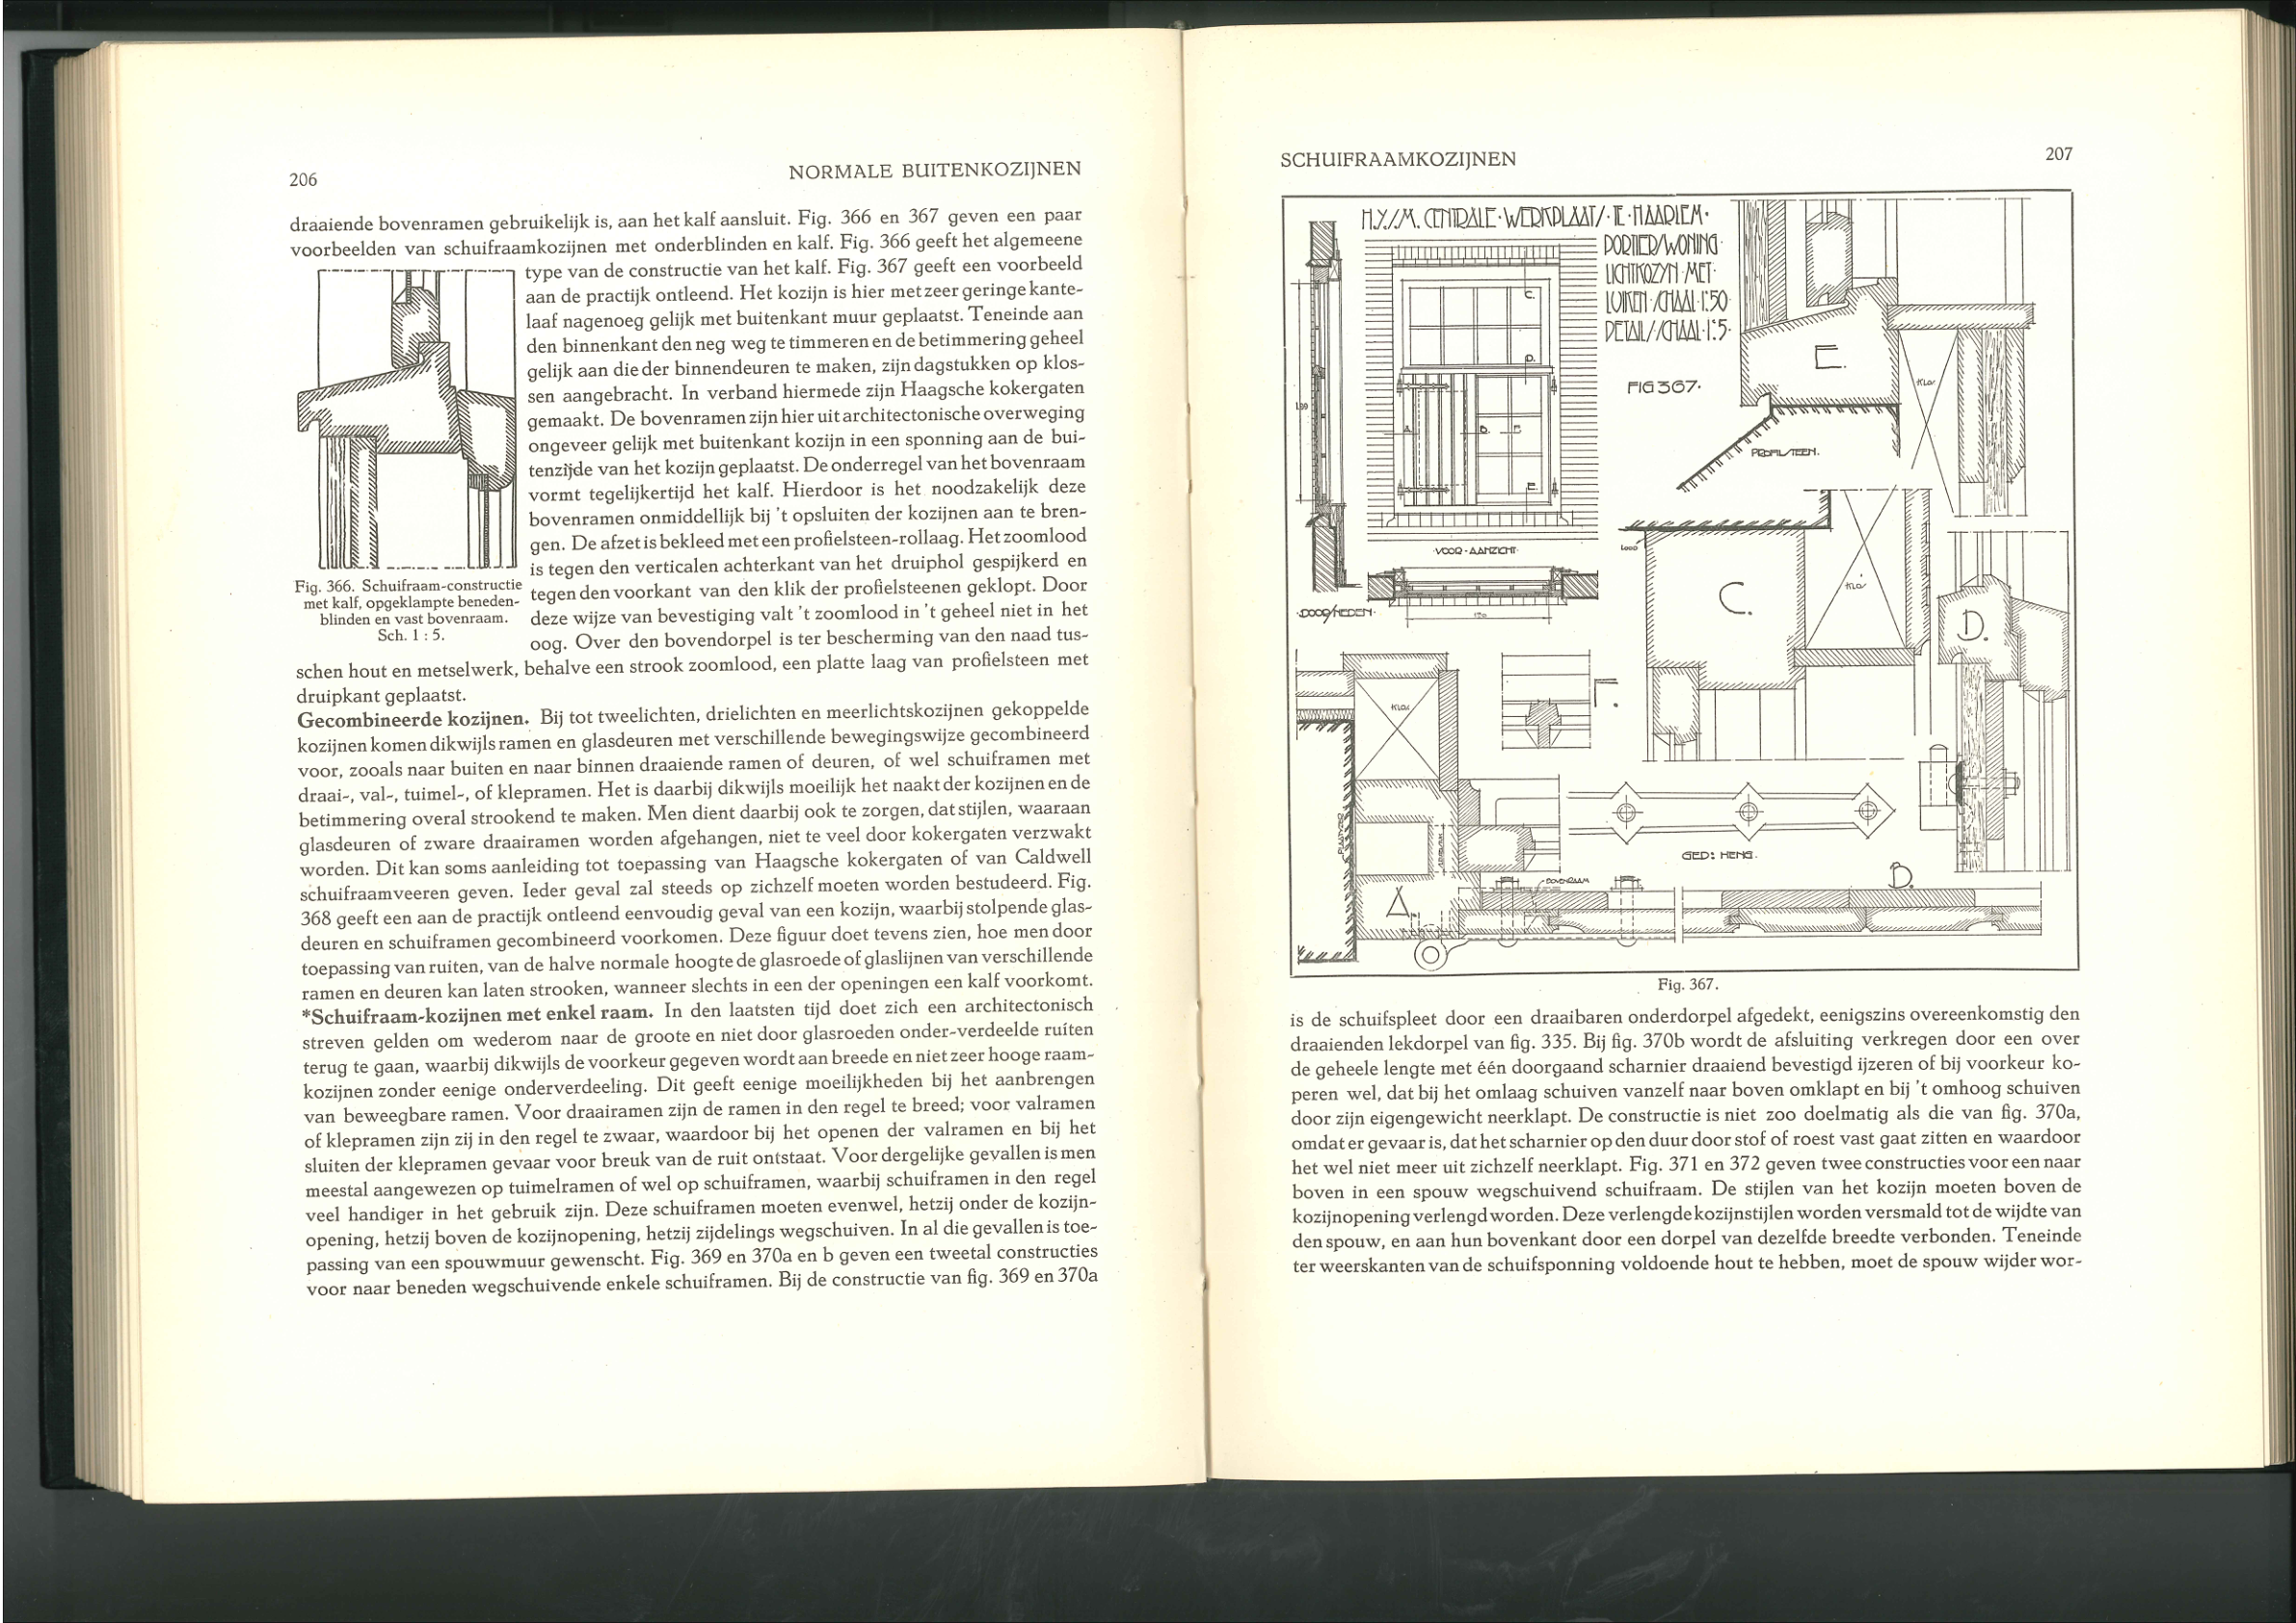 206
NORMALE BUITENKOZIJNEN
draaiende bovenramen gebruikelijk is, aan het kalf aansluit. Fig. 366 en 367 geven een paar
voorbeelden van schuifraamkozijnen met onderblinden en kalf. Fig. 366 geeft het algemeene
type van de constructie van het kalf. Fig. 367 geeft een voorbeeld
aan de practijk ontleend. Het kozijn is hier met zeer geringe kante-
laaf nagenoeg gelijk met buitenkant muur geplaatst. Teneinde aan
den binnenkant den neg weg te timmeren en de betimmering geheel
gelijk aan die der binnendeuren te maken, zijn dagstukken op klos-
sen aangebracht. In verband hiermede zijn Haagsche kokergaten
gemaakt. De bovenramen zijn hier uit architectonische overweging
ongeveer gelijk met buitenkant kozijn in een sponning aan de bui-
tenzijde van het kozijn geplaatst. De onderregel van het bovenraam
vormt tegelijkertijd het kalf. Hierdoor is het noodzakelijk deze
bovenramen onmiddellijk bij 't opsluiten der kozijnen aan te bren-
gen. De afzet is bekleed met een profielsteen-rollaag. Het zoomlood
is tegen den verticalen achterkant van het druiphol gespijkerd en
tegen den voorkant van den klik der profielsteenen geklopt. Door
deze wijze van bevestiging valt 't zoomlood in 't geheel niet in het
oog. Over den bovendorpel is ter bescherming van den naad tus-
schen hout en metselwerk, behalve een strook zoomlood, een platte laag van profielsteen met
druipkant geplaatst.
Fig. 366. Schuifraam-constructie
met kalf, opgeklampte beneden-
blinden en vast bovenraam.
Sch. 1 : 5.
Gecombineerde kozijnen. Bij tot tweelichten, drielichten en meerlichtskozijnen gekoppelde
kozijnen komen dikwijls ramen en glasdeuren met verschillende bewegingswijze gecombineerd
voor, zooals naar buiten en naar binnen draaiende ramen of deuren, of wel schuiframen met
draai-, val-, tuimel-, of klepramen. Het is daarbij dikwijls moeilijk het naakt der kozijnen en de
betimmering overal strookend te maken. Men dient daarbij ook te zorgen, dat stijlen, waaraan
glasdeuren of zware draairamen worden afgehangen, niet te veel door kokergaten verzwakt
worden. Dit kan soms aanleiding tot toepassing van Haagsche kokergaten of van Caldwell
schuifraamveeren geven. Ieder geval zal steeds op zichzelf moeten worden bestudeerd. Fig.
368 geeft een aan de practijk ontleend eenvoudig geval van een kozijn, waarbij stolpende glas-
deuren en schuiframen gecombineerd voorkomen. Deze figuur doet tevens zien, hoe men door
toepassing van ruiten, van de halve normale hoogte de glasroede of glaslijnen van verschillende
ramen en deuren kan laten strooken, wanneer slechts in een der openingen een kalf voorkomt.
*Schuifraam-kozijnen met enkel raam. In den laatsten tijd doet zich een architectonisch
streven gelden om wederom naar de groote en niet door glasroeden onder-verdeelde ruiten
terug te gaan, waarbij dikwijls de voorkeur gegeven wordt aan breede en niet zeer hooge raam-
kozijnen zonder eenige onderverdeeling. Dit geeft eenige moeilijkheden bij het aanbrengen
van beweegbare ramen. Voor draairamen zijn de ramen in den regel te breed; voor valramen
of klepramen zijn zij in den regel te zwaar, waardoor bij het openen der valramen en bij het
sluiten der klepramen gevaar voor breuk van de ruit ontstaat. Voor dergelijke gevallen is men
meestal aangewezen op tuimelramen of wel op schuiframen, waarbij schuiframen in den regel
veel handiger in het gebruik zijn. Deze schuiframen moeten evenwel, hetzij onder de kozijn-
opening, hetzij boven de kozijnopening, hetzij zijdelings wegschuiven. In al die gevallen is toe-
passing van een spouwmuur gewenscht. Fig. 369 en 370a en b geven een tweetal constructies
voor naar beneden wegschuivende enkele schuiframen. Bij de constructie van fig. 369 en 370a
SCHUIFRAAMKOZIJNEN
207
H.Y./M. CENTRALE·WERKPLAAT/·TE·HAARLEM·
PORTIER/WONING·
LICHTKOZYN·MET·
LUIKEN·/CHAAL·1:50·
DETAIL/·/CHAAL·1:5·
FIG 367·
C.
D.
A.
B.
F.
E.
·VOOR·AANZICHT·
·DOOR/NEDEN·
E.
KLOS
PROFIL/TEEN.
LOOD
C.
KLOS
D.
KLOS
F.
GED: HENG.
BOVENRAAM
A.
B.
Fig. 367.
is de schuifspleet door een draaibaren onderdorpel afgedekt, eenigszins overeenkomstig den
draaienden lekdorpel van fig. 335. Bij fig. 370b wordt de afsluiting verkregen door een over
de geheele lengte met één doorgaand scharnier draaiend bevestigd ijzeren of bij voorkeur ko-
peren wel, dat bij het omlaag schuiven vanzelf naar boven omklapt en bij 't omhoog schuiven
door zijn eigengewicht neerklapt. De constructie is niet zoo doelmatig als die van fig. 370a,
omdat er gevaar is, dat het scharnier op den duur door stof of roest vast gaat zitten en waardoor
het wel niet meer uit zichzelf neerklapt. Fig. 371 en 372 geven twee constructies voor een naar
boven in een spouw wegschuivend schuifraam. De stijlen van het kozijn moeten boven de
kozijnopening verlengd worden. Deze verlengde kozijnstijlen worden versmald tot de wijdte van
den spouw, en aan hun bovenkant door een dorpel van dezelfde breedte verbonden. Teneinde
ter weerskanten van de schuifsponning voldoende hout te hebben, moet de spouw wijder wor-